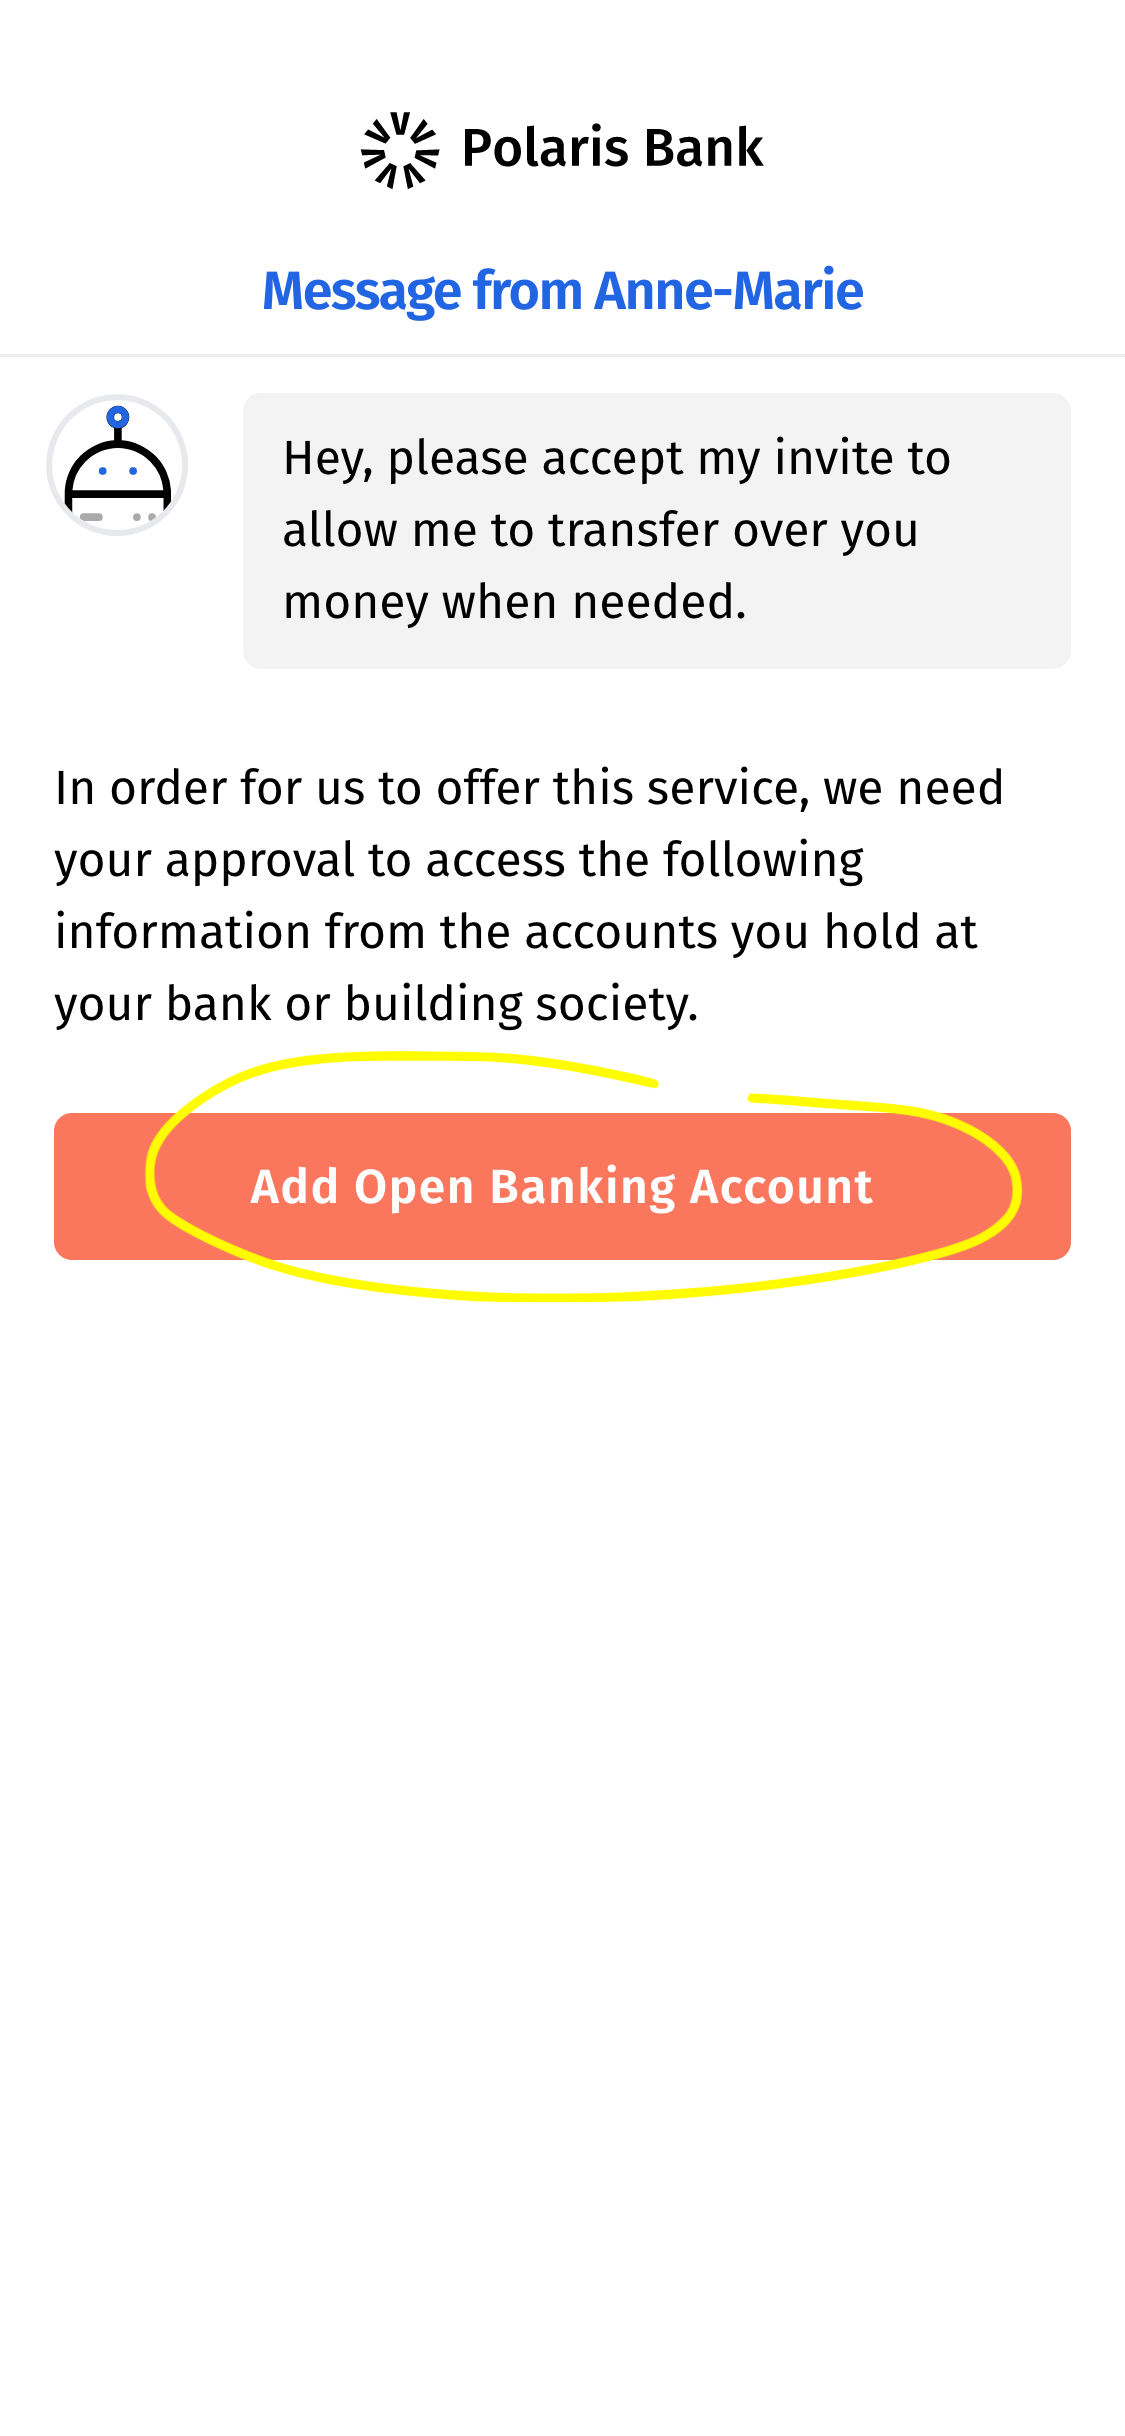 Polaris Bank
Message from Anne-Marie
Hey, please accept my invite to
allow me to transfer over you
money when needed.
In order for us to offer this service, we need
your approval to access the following
information from the accounts you hold at
your bank or building society.
Add Open Banking Account